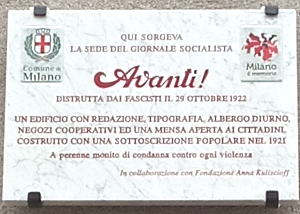 QUI SORGEVA
LA SEDE DEL GIORNALE SOCIALISTA
Comune di
Milano
Avanti!
Milano
è memoria
DISTRUTTA DAI FASCISTI IL 29 OTTOBRE 1922
UN EDIFICIO CON REDAZIONE, TIPOGRAFIA, ALBERGO DIURNO,
NEGOZI COOPERATIVI ED UNA MENSA APERTA AI CITTADINI,
COSTRUITO CON UNA SOTTOSCRIZIONE POPOLARE NEL 1921
A perenne monito di condanna contro ogni violenza
In collaborazione con Fondazione Anna Kuliscioff